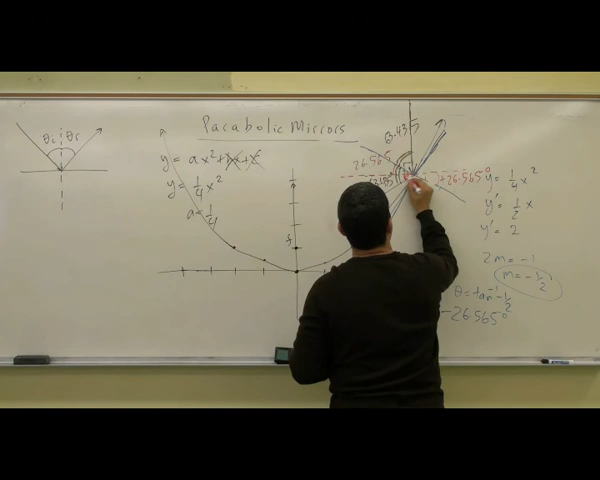 Parabolic Mirrors
θi θr
y = ax²+bx+c
y = 1/4 x²
a = 1/4
f
63.435
26.565
+26.565°
y = 1/4 x²
y' = 1/2 x
y' = 2
2m = -1
m = -1/2
θ = tan⁻¹ -1/2
-26.565°